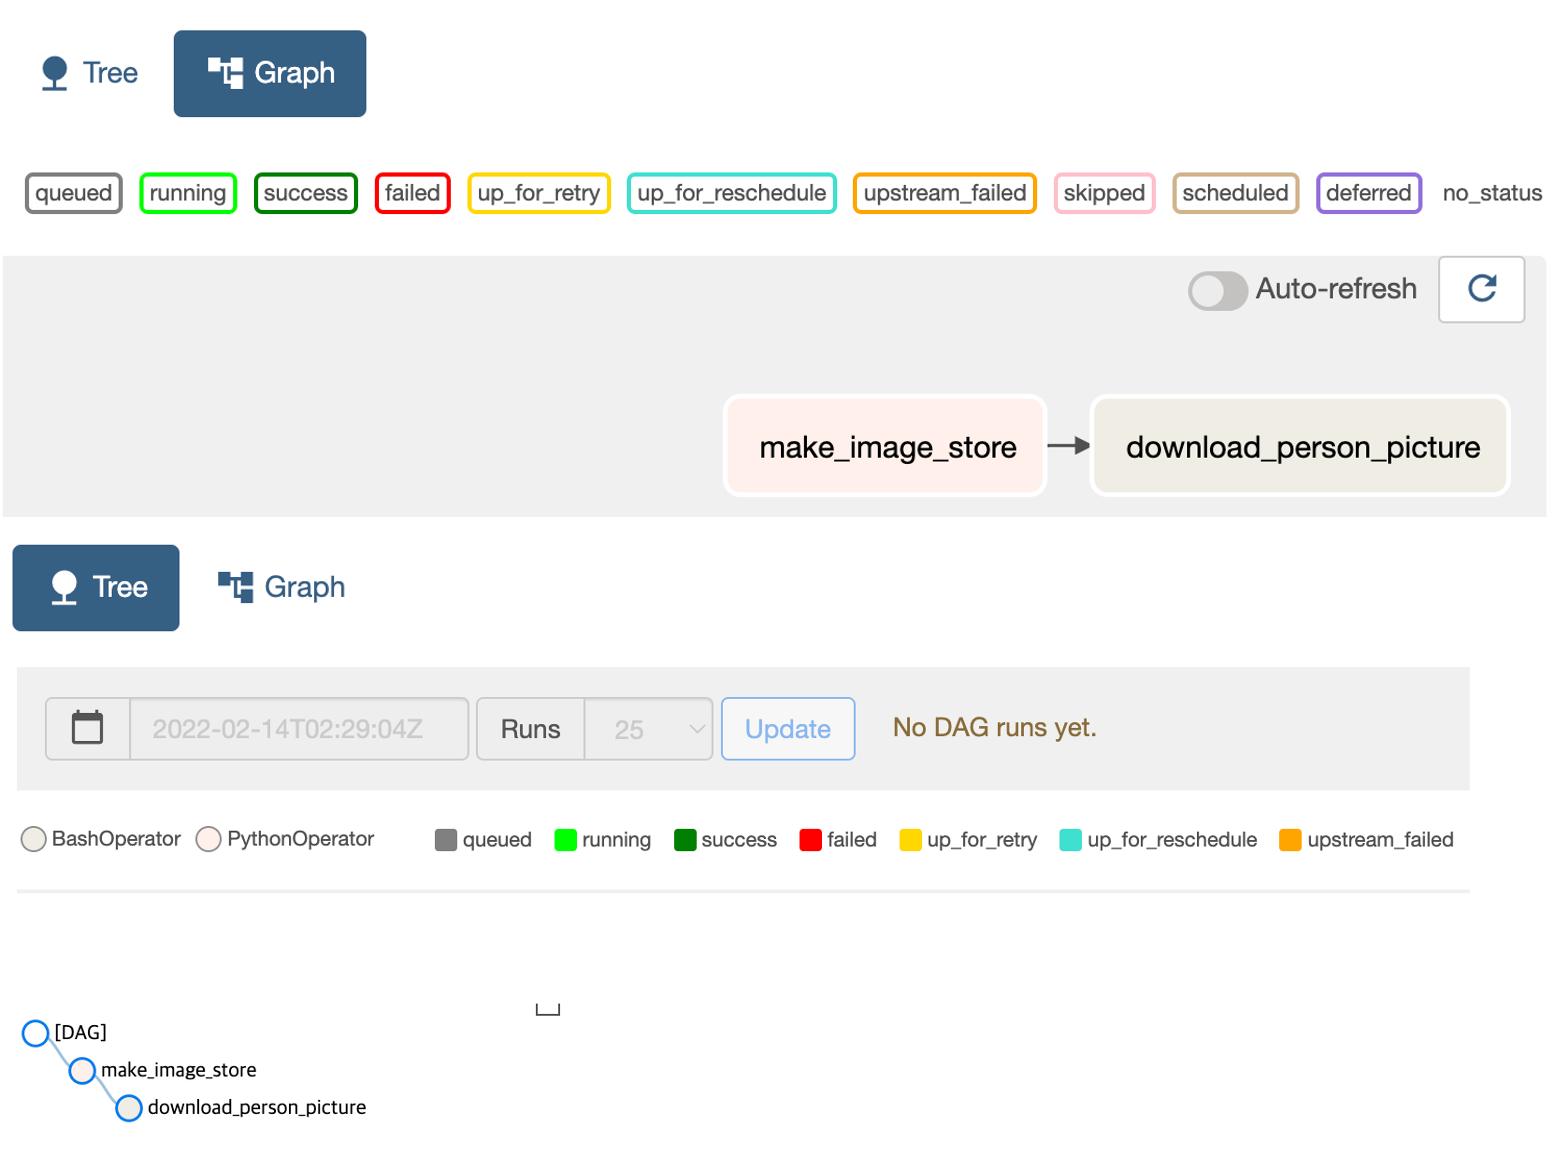 Tree Graph
queued running success failed up_for_retry up_for_reschedule upstream_failed skipped scheduled deferred no_status
Auto-refresh
make_image_store download_person_picture
Tree Graph
2022-02-14T02:29:04Z Runs 25 Update No DAG runs yet.
BashOperator PythonOperator queued running success failed up_for_retry up_for_reschedule upstream_failed
[DAG]
make_image_store
download_person_picture